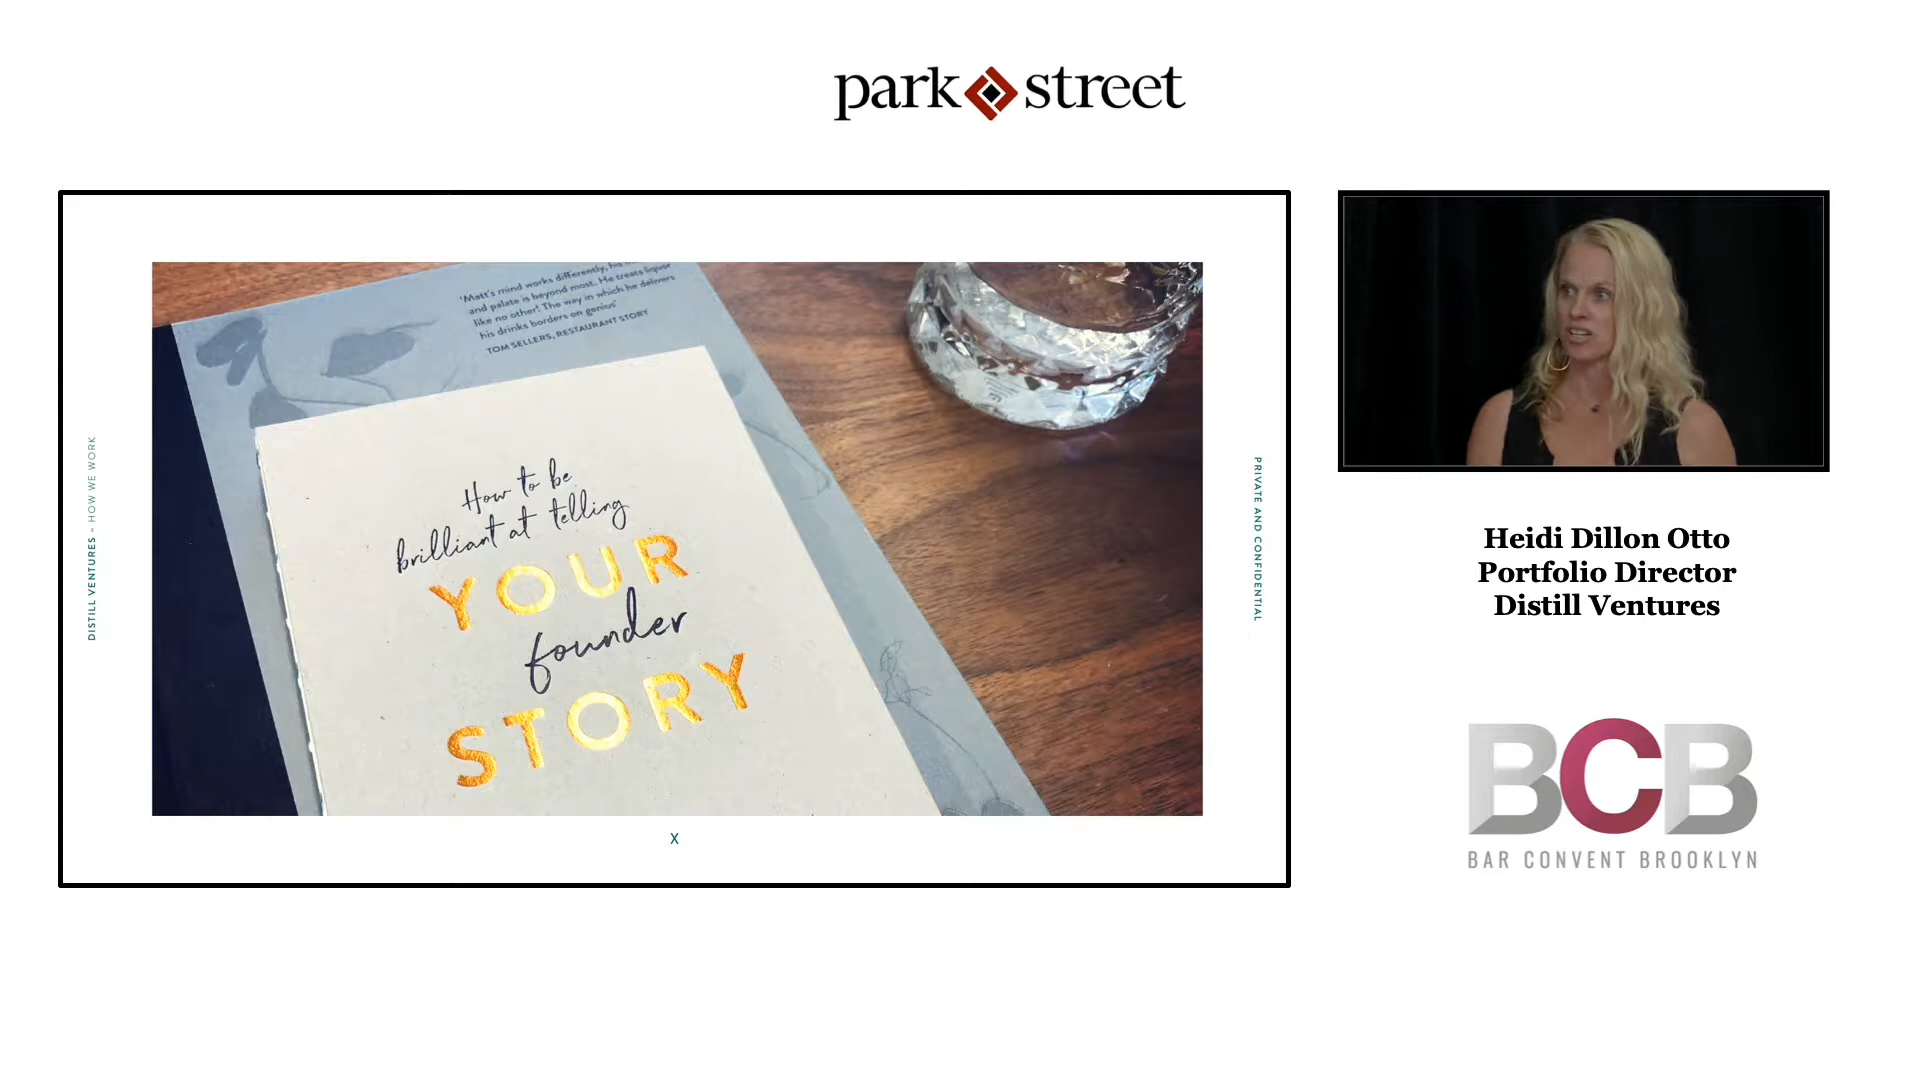 park street
'Matt's mind works differently, his
and palate is beyond most. He treats liquor
like no other! The way in which he delivers
his drinks borders on genius'
TOM SELLERS, RESTAURANT STORY
How to be
brilliant at telling
YOUR
founder
STORY
DISTILL VENTURES – HOW WE WORK
PRIVATE AND CONFIDENTIAL
X
Heidi Dillon Otto
Portfolio Director
Distill Ventures
BCB
BAR CONVENT BROOKLYN